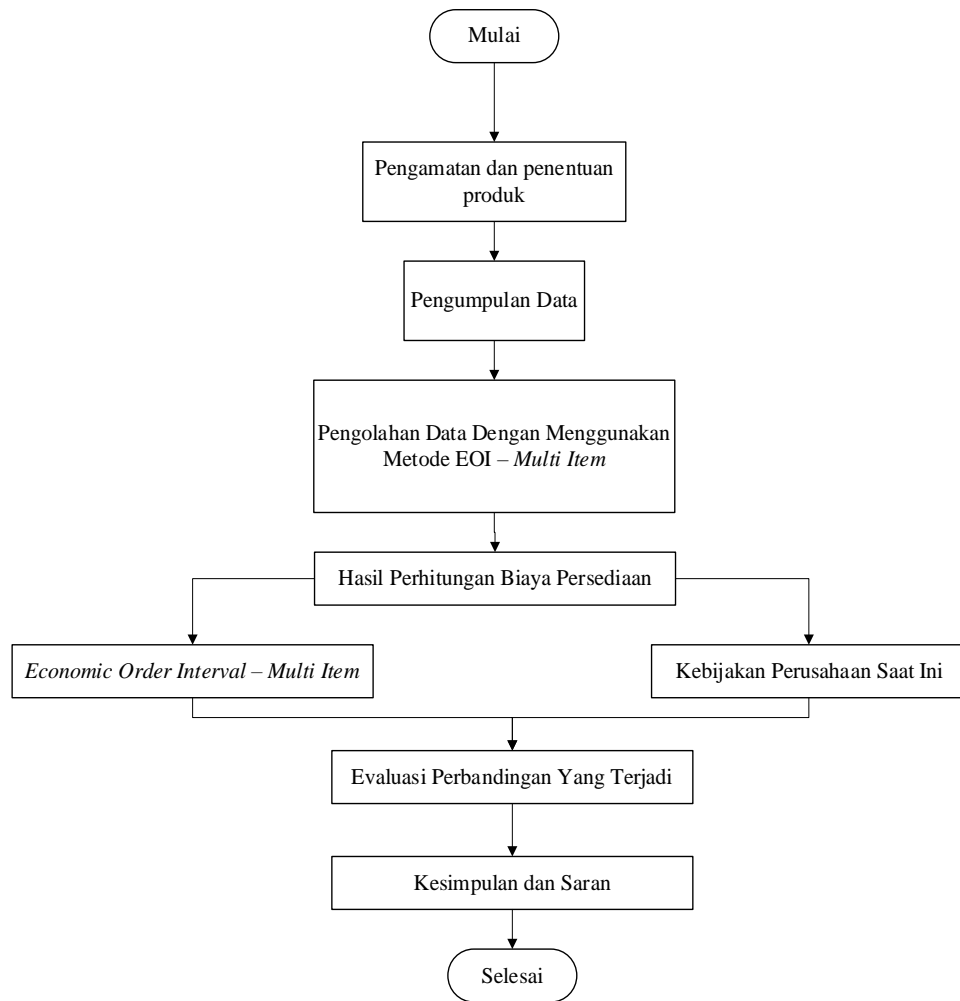 Mulai
Pengamatan dan penentuan
produk
Pengumpulan Data
Pengolahan Data Dengan Menggunakan
Metode EOI – Multi Item
Hasil Perhitungan Biaya Persediaan
Economic Order Interval – Multi Item
Kebijakan Perusahaan Saat Ini
Evaluasi Perbandingan Yang Terjadi
Kesimpulan dan Saran
Selesai